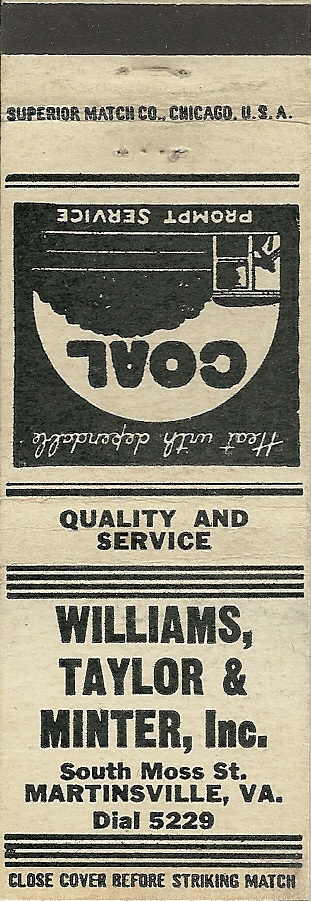 SUPERIOR MATCH CO., CHICAGO, U.S.A.
Heat with dependable
COAL
PROMPT SERVICE
QUALITY AND
SERVICE
WILLIAMS,
TAYLOR &
MINTER, Inc.
South Moss St.
MARTINSVILLE, VA.
Dial 5229
CLOSE COVER BEFORE STRIKING MATCH